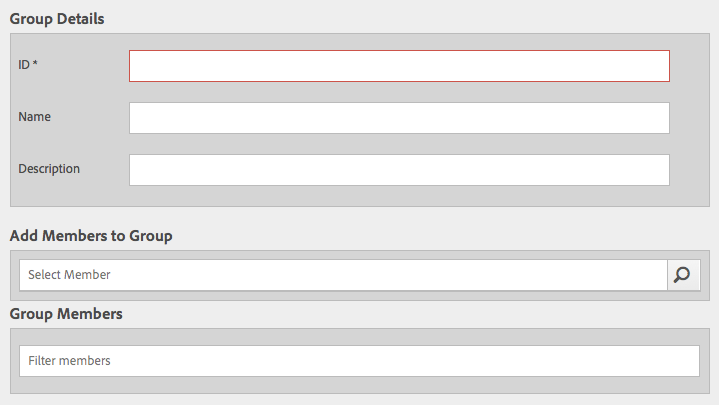 Group Details
ID *
Name
Description
Add Members to Group
Select Member
Group Members
Filter members